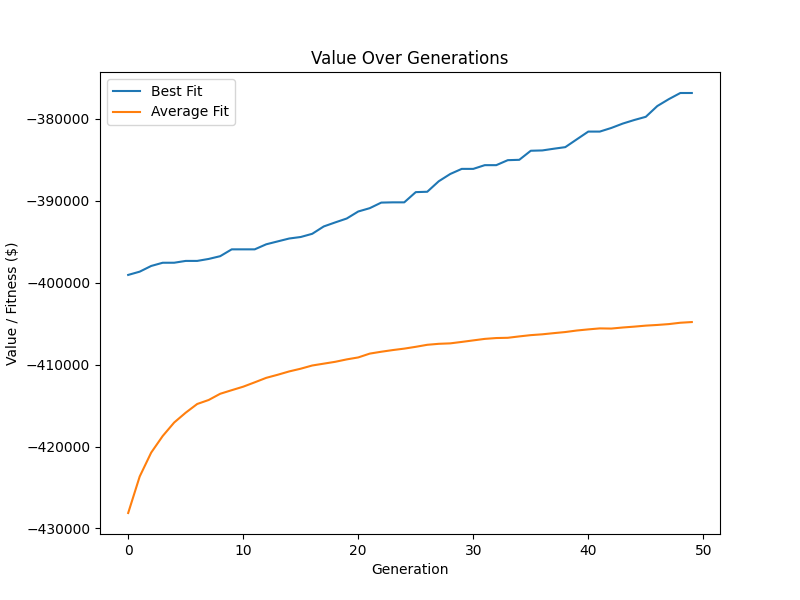 Value Over Generations
Best Fit
Average Fit
−380000
−390000
−400000
−410000
−420000
−430000
Value / Fitness ($)
0 10 20 30 40 50
Generation